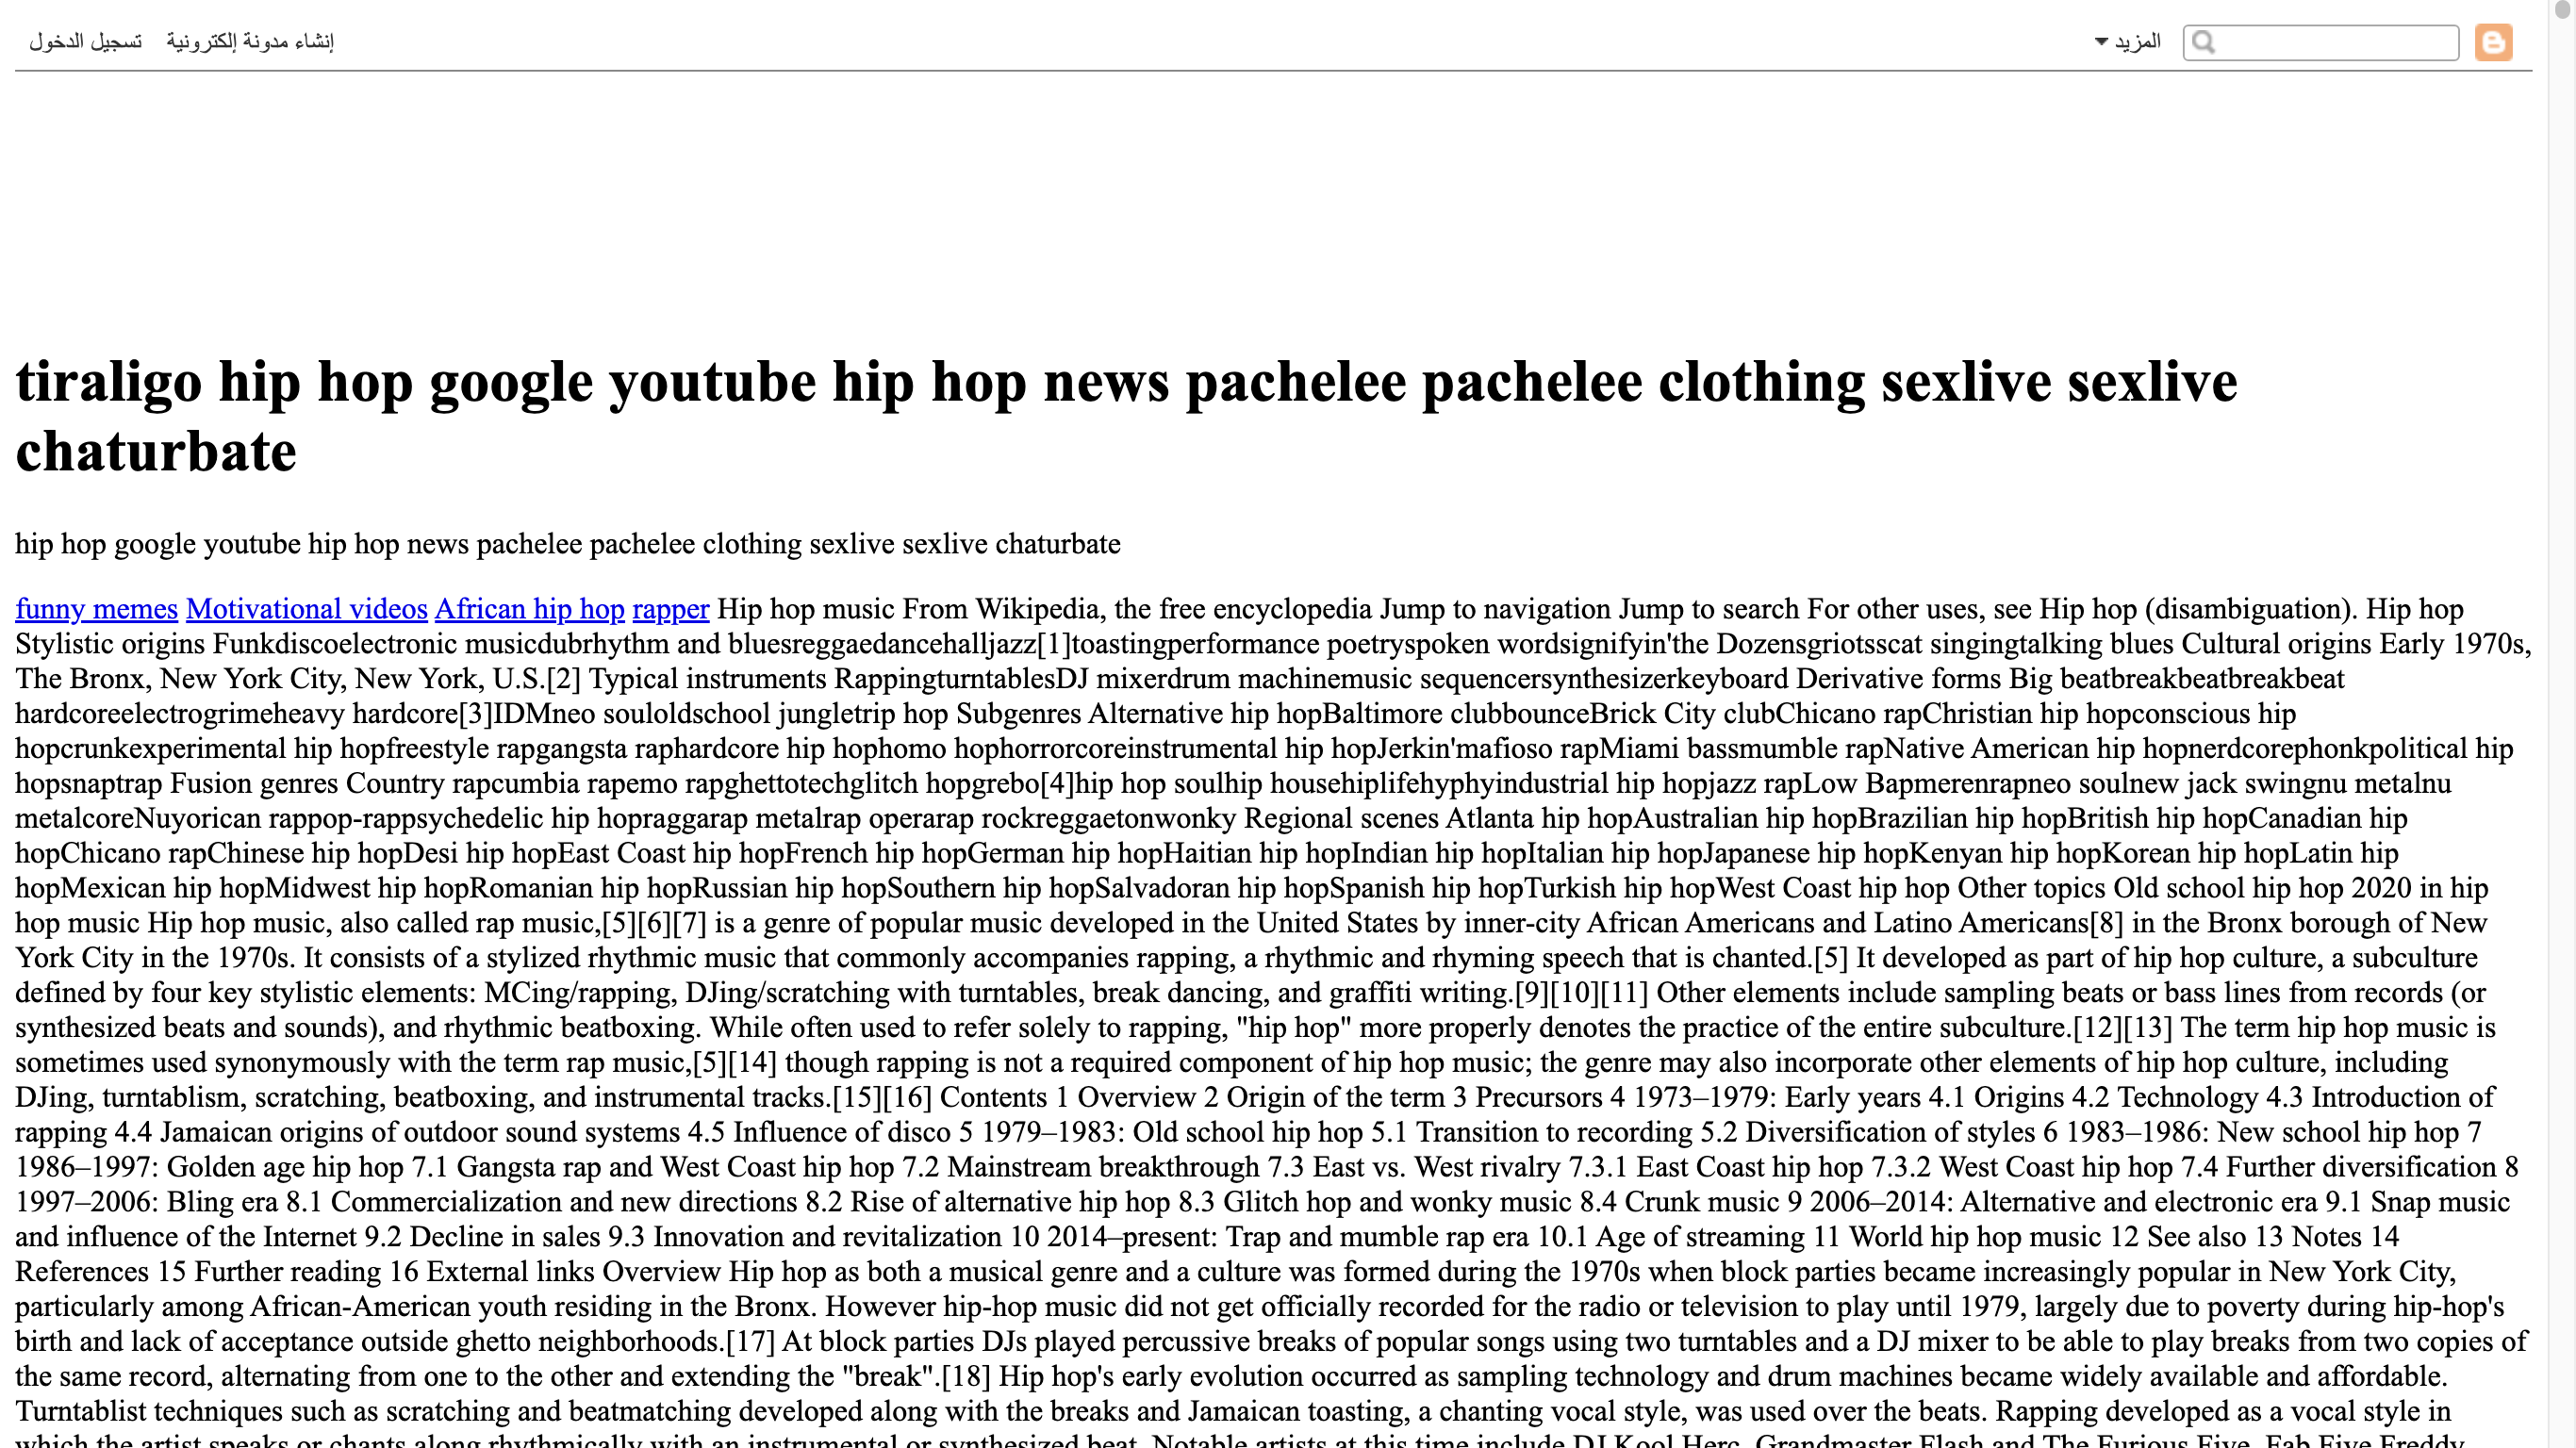 المزيد
إنشاء مدونة إلكترونية تسجيل الدخول
tiraligo hip hop google youtube hip hop news pachelee pachelee clothing sexlive sexlive
chaturbate
hip hop google youtube hip hop news pachelee pachelee clothing sexlive sexlive chaturbate
funny memes Motivational videos African hip hop rapper Hip hop music From Wikipedia, the free encyclopedia Jump to navigation Jump to search For other uses, see Hip hop (disambiguation). Hip hop
Stylistic origins Funkdiscoelectronic musicdubrhythm and bluesreggaedancehalljazz[1]toastingperformance poetryspoken wordsignifyin'the Dozensgriotsscat singingtalking blues Cultural origins Early 1970s,
The Bronx, New York City, New York, U.S.[2] Typical instruments RappingturntablesDJ mixerdrum machinemusic sequencersynthesizerkeyboard Derivative forms Big beatbreakbeatbreakbeat
hardcoreelectrogrimeheavy hardcore[3]IDMneo souloldschool jungletrip hop Subgenres Alternative hip hopBaltimore clubbounceBrick City clubChicano rapChristian hip hopconscious hip
hopcrunkexperimental hip hopfreestyle rapgangsta raphardcore hip hophomo hophorrorcoreinstrumental hip hopJerkin'mafioso rapMiami bassmumble rapNative American hip hopnerdcorephonkpolitical hip
hopsnaptrap Fusion genres Country rapcumbia rapemo rapghettotechglitch hopgrebo[4]hip hop soulhip househiplifehyphyindustrial hip hopjazz rapLow Bapmerenrapneo soulnew jack swingnu metalnu
metalcoreNuyorican rappop-rappsychedelic hip hopraggarap metalrap operarap rockreggaetonwonky Regional scenes Atlanta hip hopAustralian hip hopBrazilian hip hopBritish hip hopCanadian hip
hopChicano rapChinese hip hopDesi hip hopEast Coast hip hopFrench hip hopGerman hip hopHaitian hip hopIndian hip hopItalian hip hopJapanese hip hopKenyan hip hopKorean hip hopLatin hip
hopMexican hip hopMidwest hip hopRomanian hip hopRussian hip hopSouthern hip hopSalvadoran hip hopSpanish hip hopTurkish hip hopWest Coast hip hop Other topics Old school hip hop 2020 in hip
hop music Hip hop music, also called rap music,[5][6][7] is a genre of popular music developed in the United States by inner-city African Americans and Latino Americans[8] in the Bronx borough of New
York City in the 1970s. It consists of a stylized rhythmic music that commonly accompanies rapping, a rhythmic and rhyming speech that is chanted.[5] It developed as part of hip hop culture, a subculture
defined by four key stylistic elements: MCing/rapping, DJing/scratching with turntables, break dancing, and graffiti writing.[9][10][11] Other elements include sampling beats or bass lines from records (or
synthesized beats and sounds), and rhythmic beatboxing. While often used to refer solely to rapping, "hip hop" more properly denotes the practice of the entire subculture.[12][13] The term hip hop music is
sometimes used synonymously with the term rap music,[5][14] though rapping is not a required component of hip hop music; the genre may also incorporate other elements of hip hop culture, including
DJing, turntablism, scratching, beatboxing, and instrumental tracks.[15][16] Contents 1 Overview 2 Origin of the term 3 Precursors 4 1973–1979: Early years 4.1 Origins 4.2 Technology 4.3 Introduction of
rapping 4.4 Jamaican origins of outdoor sound systems 4.5 Influence of disco 5 1979–1983: Old school hip hop 5.1 Transition to recording 5.2 Diversification of styles 6 1983–1986: New school hip hop 7
1986–1997: Golden age hip hop 7.1 Gangsta rap and West Coast hip hop 7.2 Mainstream breakthrough 7.3 East vs. West rivalry 7.3.1 East Coast hip hop 7.3.2 West Coast hip hop 7.4 Further diversification 8
1997–2006: Bling era 8.1 Commercialization and new directions 8.2 Rise of alternative hip hop 8.3 Glitch hop and wonky music 8.4 Crunk music 9 2006–2014: Alternative and electronic era 9.1 Snap music
and influence of the Internet 9.2 Decline in sales 9.3 Innovation and revitalization 10 2014–present: Trap and mumble rap era 10.1 Age of streaming 11 World hip hop music 12 See also 13 Notes 14
References 15 Further reading 16 External links Overview Hip hop as both a musical genre and a culture was formed during the 1970s when block parties became increasingly popular in New York City,
particularly among African-American youth residing in the Bronx. However hip-hop music did not get officially recorded for the radio or television to play until 1979, largely due to poverty during hip-hop's
birth and lack of acceptance outside ghetto neighborhoods.[17] At block parties DJs played percussive breaks of popular songs using two turntables and a DJ mixer to be able to play breaks from two copies of
the same record, alternating from one to the other and extending the "break".[18] Hip hop's early evolution occurred as sampling technology and drum machines became widely available and affordable.
Turntablist techniques such as scratching and beatmatching developed along with the breaks and Jamaican toasting, a chanting vocal style, was used over the beats. Rapping developed as a vocal style in
which the artist speaks or chants along rhythmically with an instrumental or synthesized beat. Notable artists at this time include DJ Kool Herc, Grandmaster Flash and The Furious Five, Fab Five Freddy,